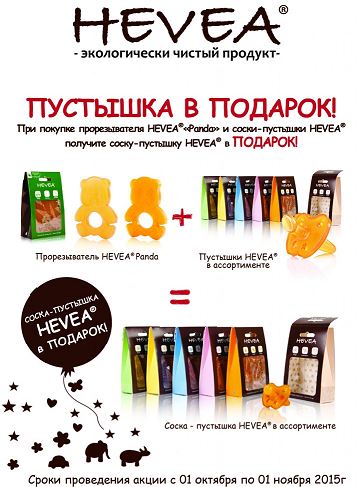 HEVEA®
- экологически чистый продукт-
ПУСТЫШКА В ПОДАРОК!
При покупке прорезывателя HEVEA®«Panda» и соски-пустышки HEVEA®
получите соску-пустышку HEVEA® в ПОДАРОК!
HEVEA
+
Прорезыватель HEVEA®Panda
Пустышки HEVEA®
в ассортименте
=
СОСКА-ПУСТЫШКА
HEVEA®
В ПОДАРОК!
HEVEA
Соска - пустышка HEVEA® в ассортименте
Сроки проведения акции с 01 октября по 01 ноября 2015г